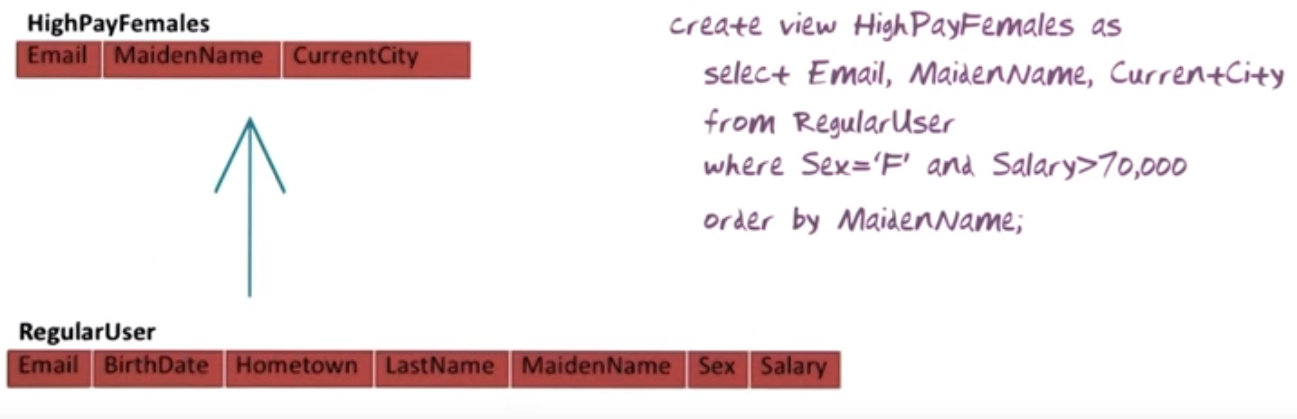 HighPayFemales
Email MaidenName CurrentCity
create view HighPayFemales as
select Email, MaidenName, CurrentCity
from RegularUser
where Sex='F' and Salary>70,000
order by MaidenName;
RegularUser
Email BirthDate Hometown LastName MaidenName Sex Salary